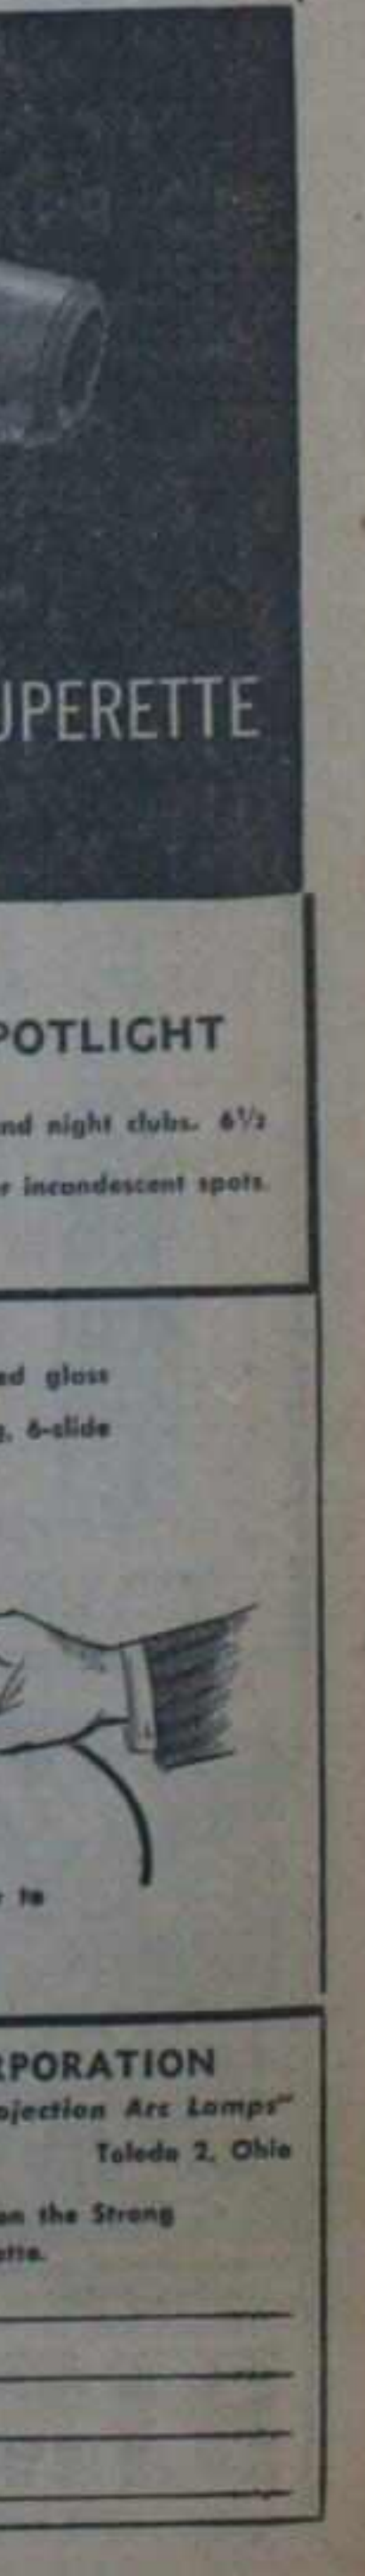 UPERETTE
POTLIGHT
nd night clubs. 6½
r incandescent spots.
ed glass
g. 6-slide
to
RPORATION
ojection Arc Lamps"
Toledo 2, Ohio
on the Strong
ette.